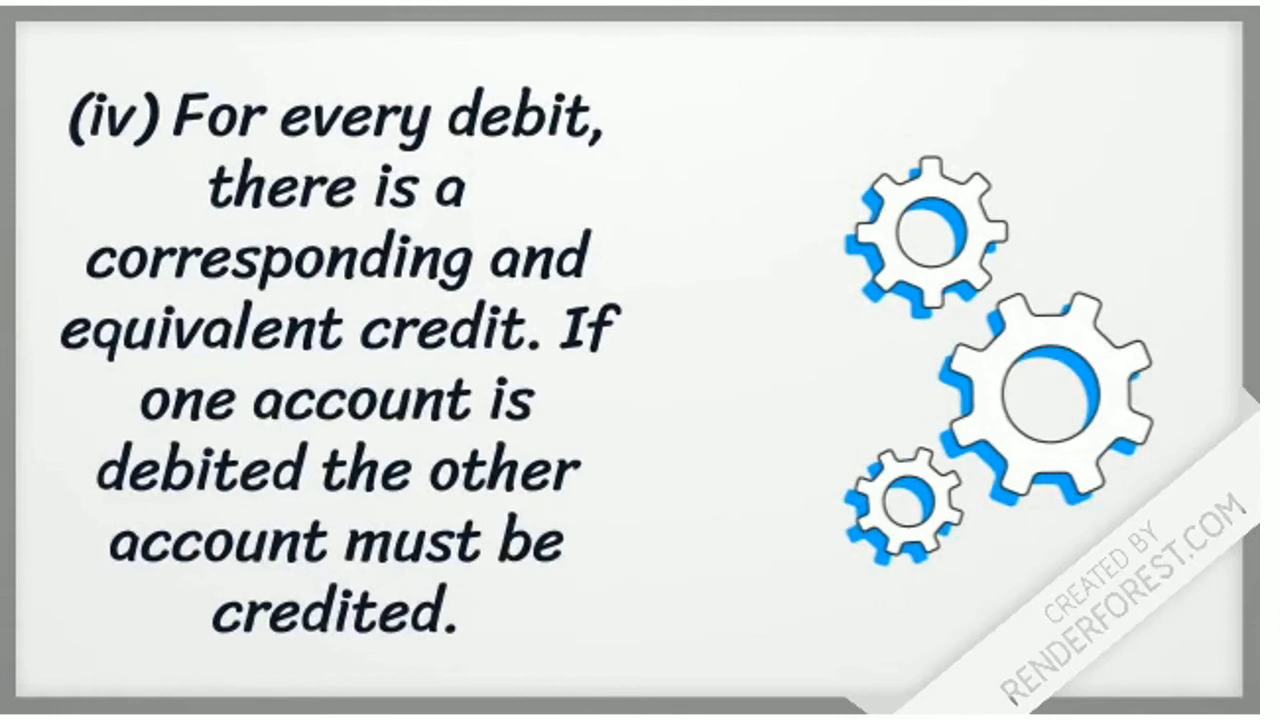 (iv) For every debit,
there is a
corresponding and
equivalent credit. If
one account is
debited the other
account must be
credited.
CREATED BY
RENDERFOREST.COM